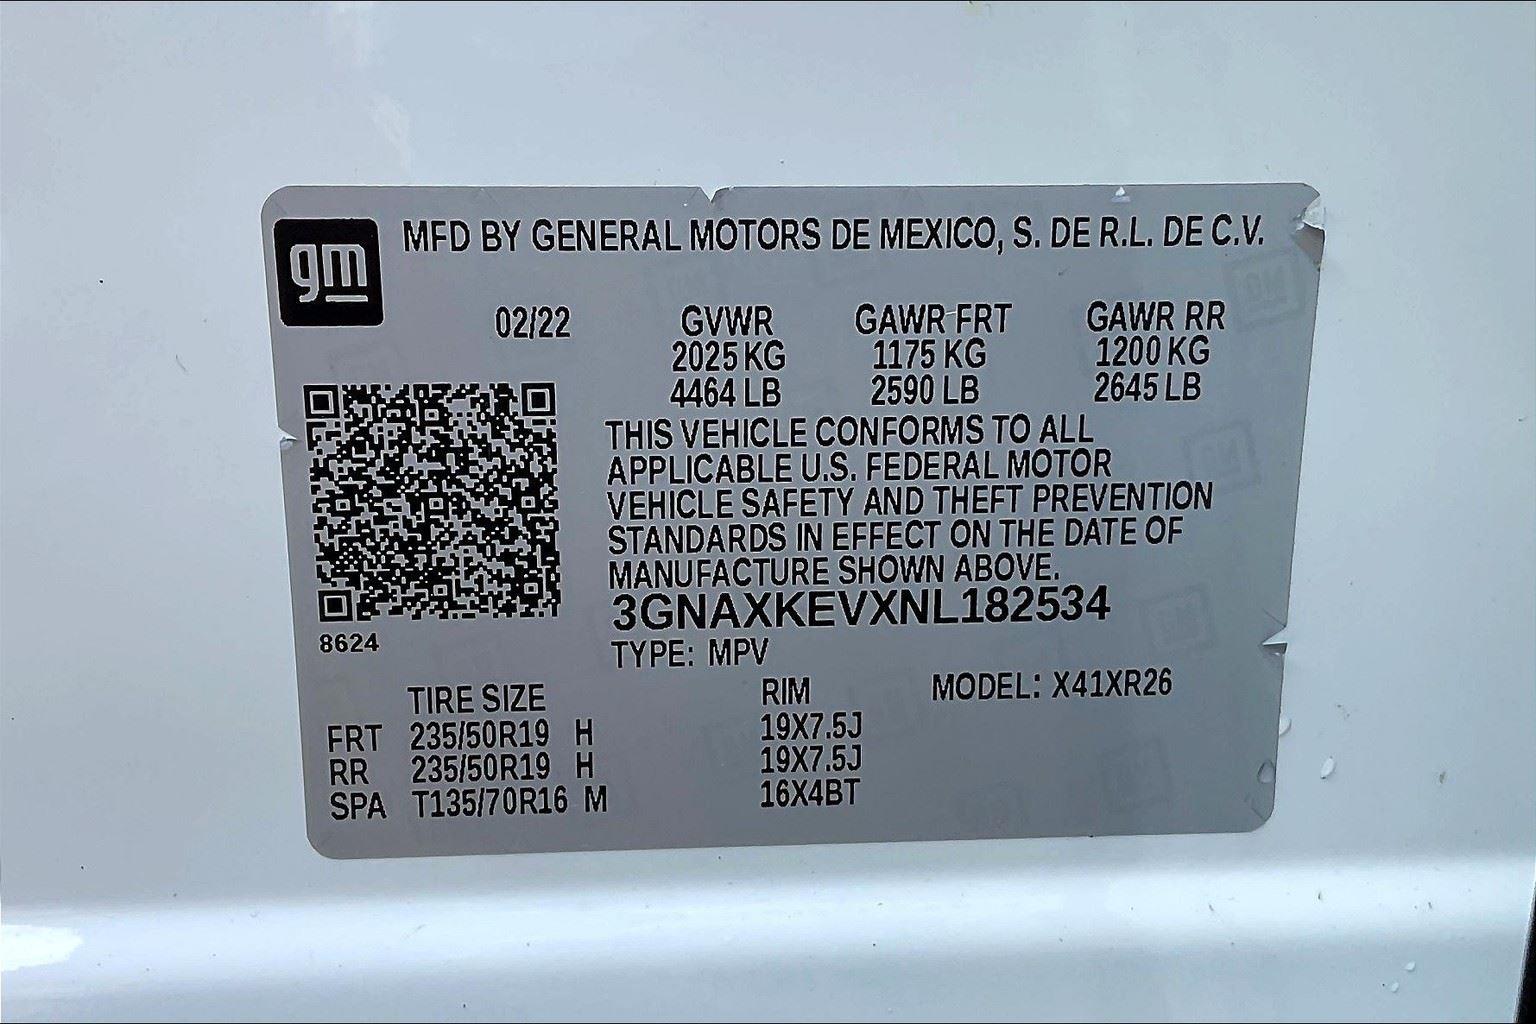 gm
MFD BY GENERAL MOTORS DE MEXICO, S. DE R.L. DE C.V.
02/22 GVWR GAWR FRT GAWR RR
2025 KG 1175 KG 1200 KG
4464 LB 2590 LB 2645 LB
THIS VEHICLE CONFORMS TO ALL
APPLICABLE U.S. FEDERAL MOTOR
VEHICLE SAFETY AND THEFT PREVENTION
STANDARDS IN EFFECT ON THE DATE OF
MANUFACTURE SHOWN ABOVE.
3GNAXKEVXNL182534
8624
TYPE: MPV
TIRE SIZE RIM MODEL: X41XR26
FRT 235/50R19 H 19X7.5J
RR 235/50R19 H 19X7.5J
SPA T135/70R16 M 16X4BT